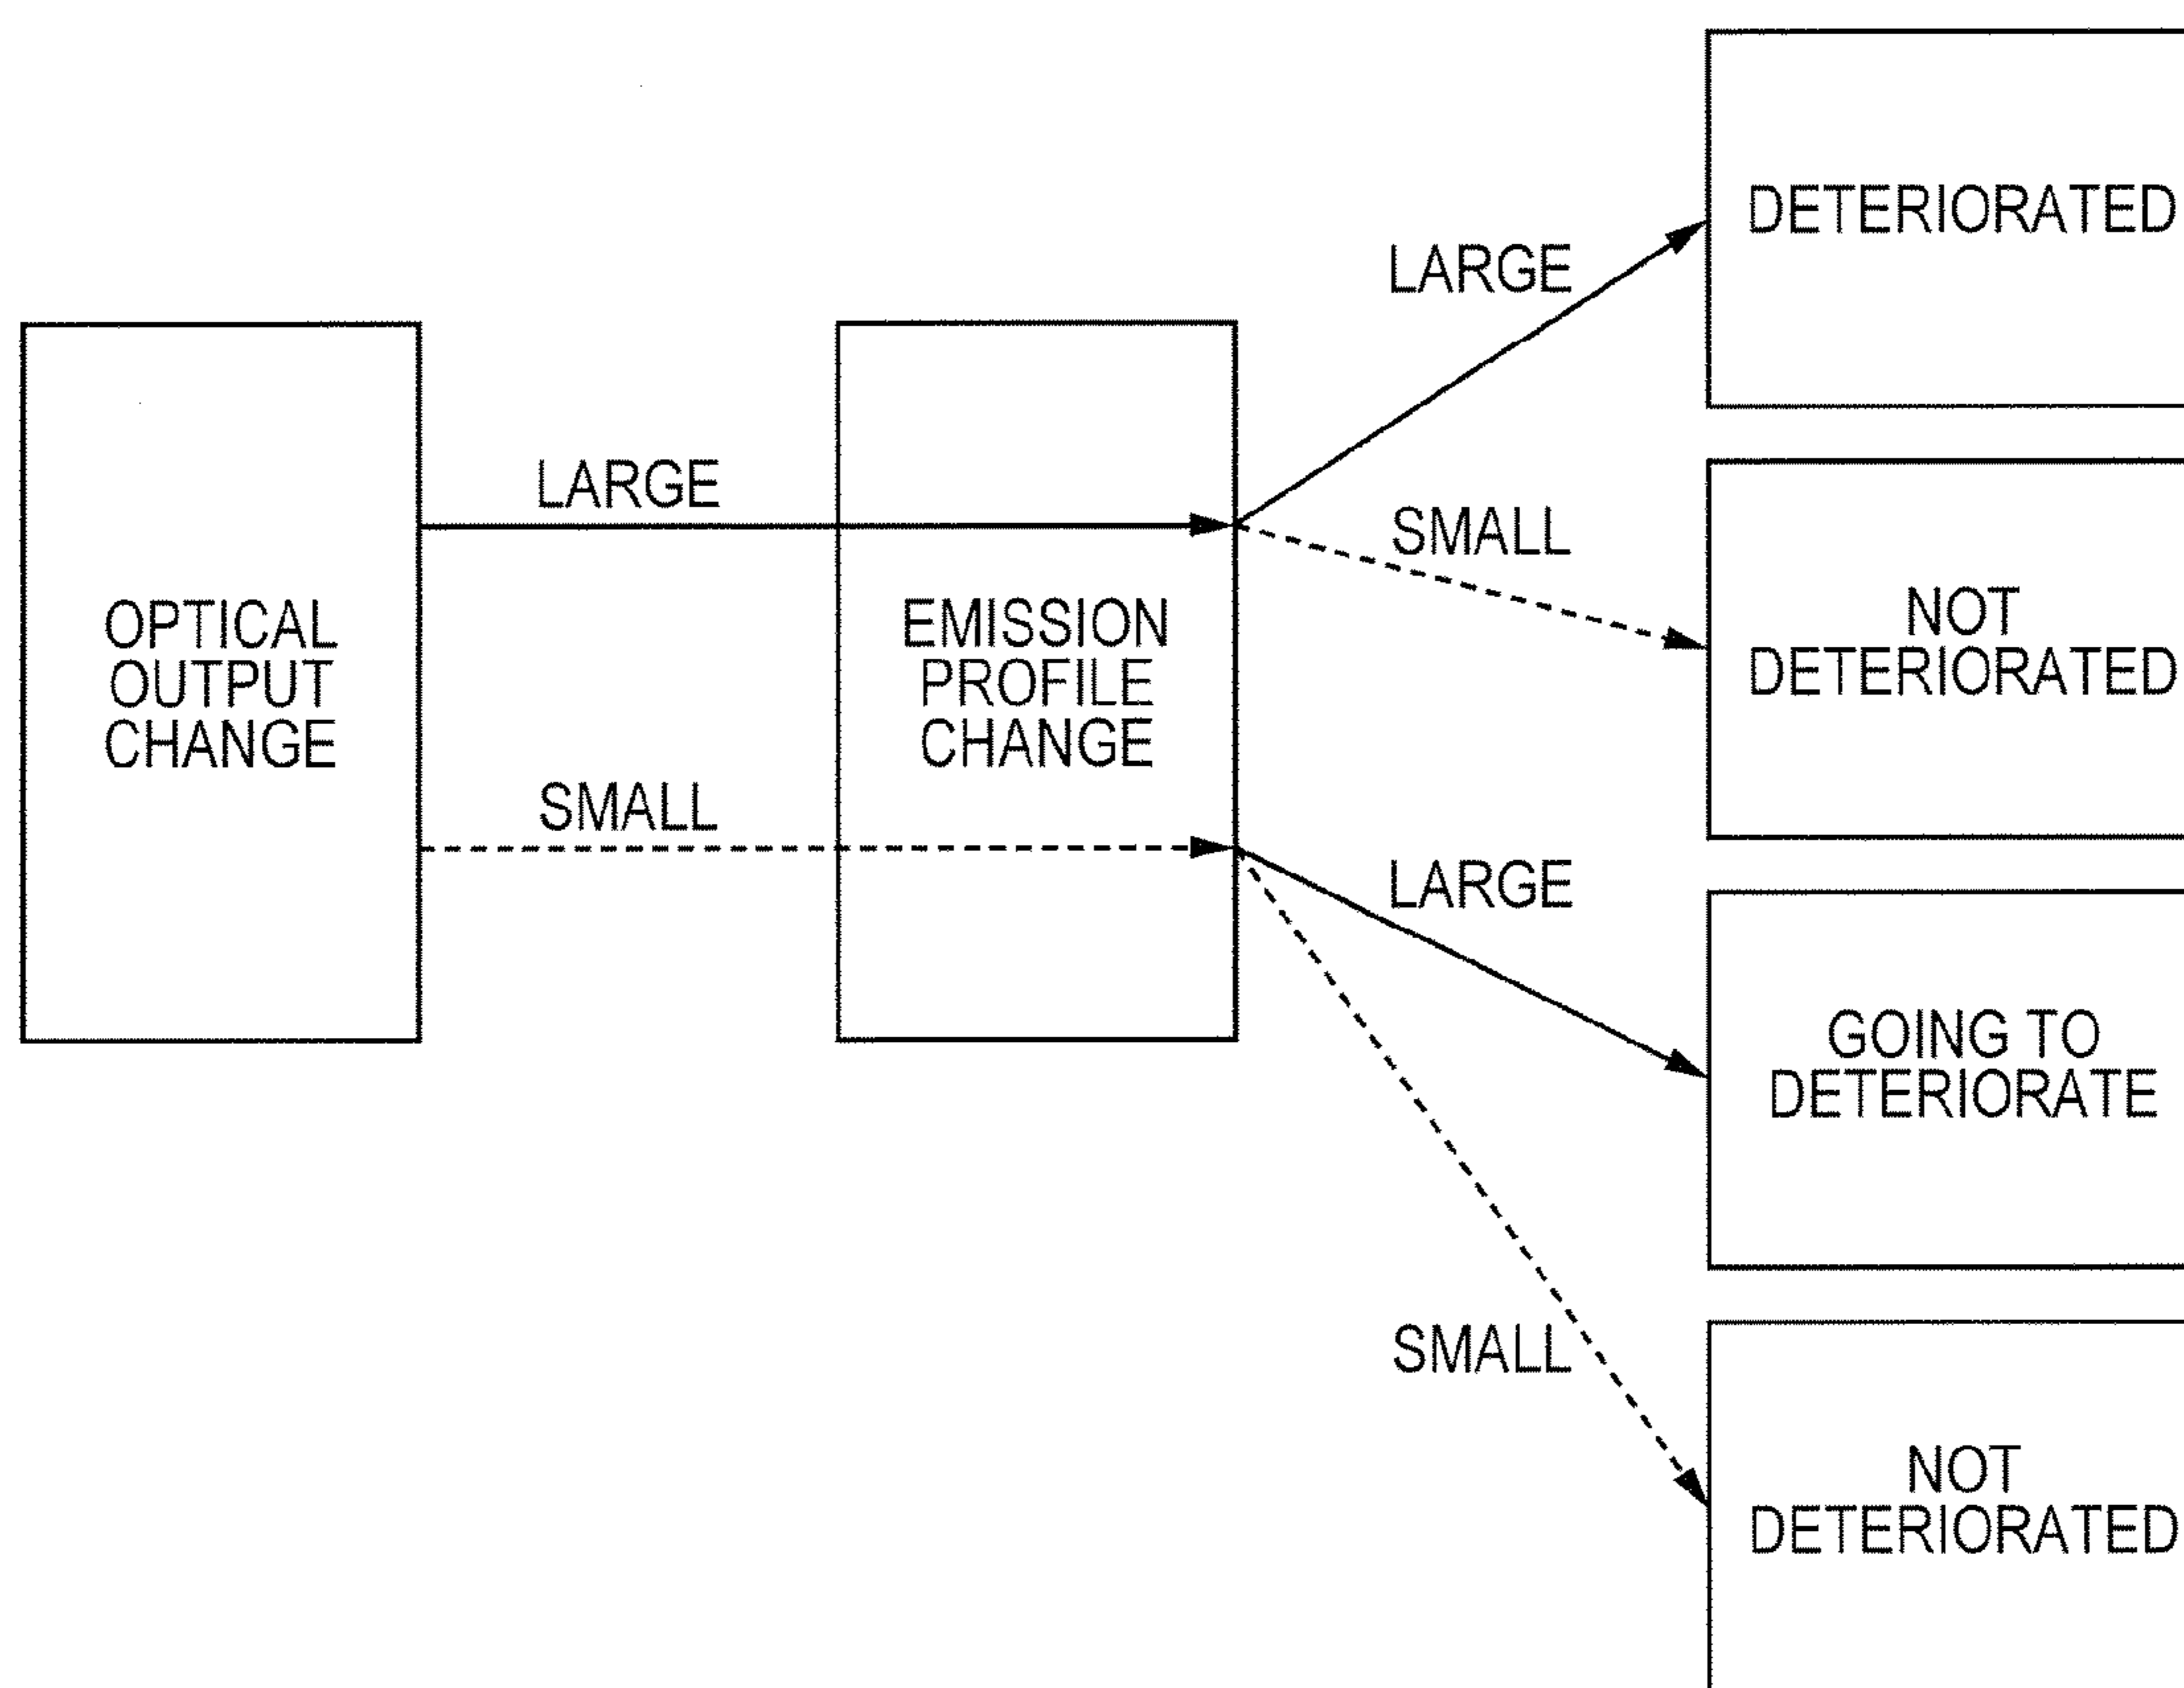 OPTICAL
OUTPUT
CHANGE
LARGE
SMALL
EMISSION
PROFILE
CHANGE
LARGE
SMALL
LARGE
SMALL
DETERIORATED
NOT
DETERIORATED
GOING TO
DETERIORATE
NOT
DETERIORATED